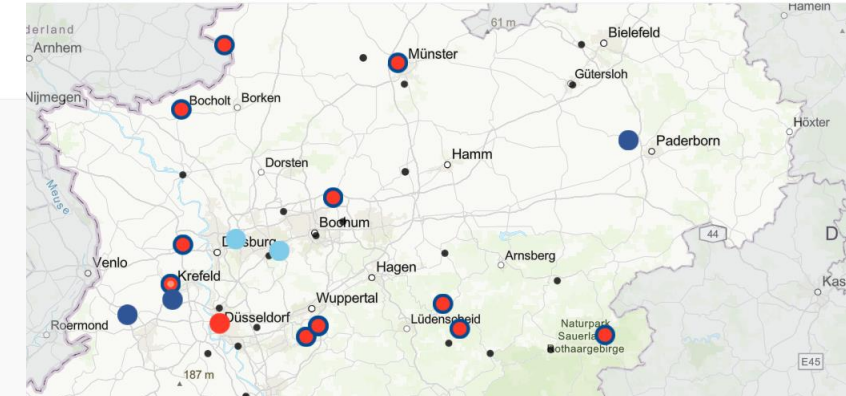 Hameln
61 m
derland
Arnhem
Bielefeld
Münster
Gütersloh
Nijmegen
Bocholt
Borken
Höxter
Paderborn
Hamm
Dorsten
Meuse
Bochum
44
D
Duisburg
Venlo
Arnsberg
Hagen
Krefeld
Kas
Wuppertal
Düsseldorf
Lüdenscheid
Roermond
Naturpark
Sauerland
Rothaargebirge
E45
187 m